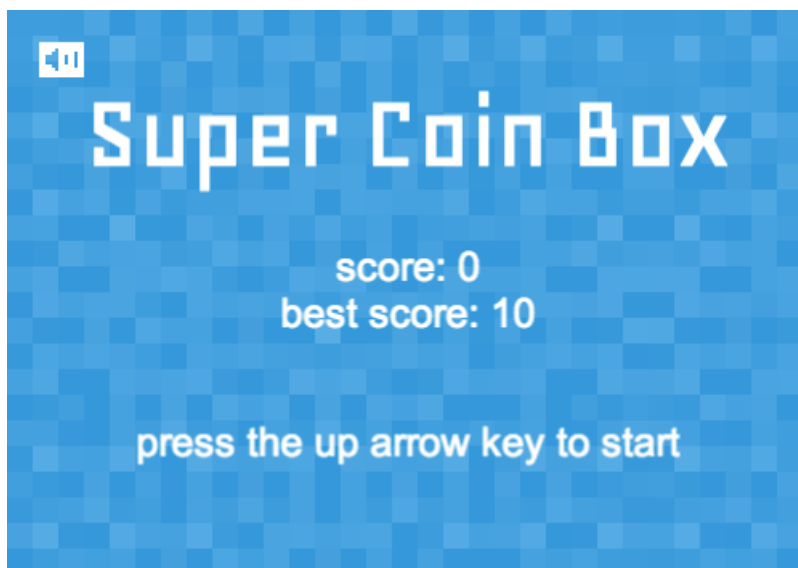 Super Coin Box
score: 0
best score: 10
press the up arrow key to start